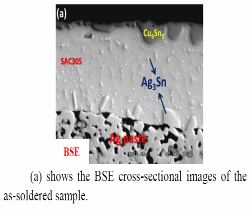 (a)
Cu₆Sn₅
SAC305
Ag₃Sn
Ag paste
BSE
(a) shows the BSE cross-sectional images of the
as-soldered sample.